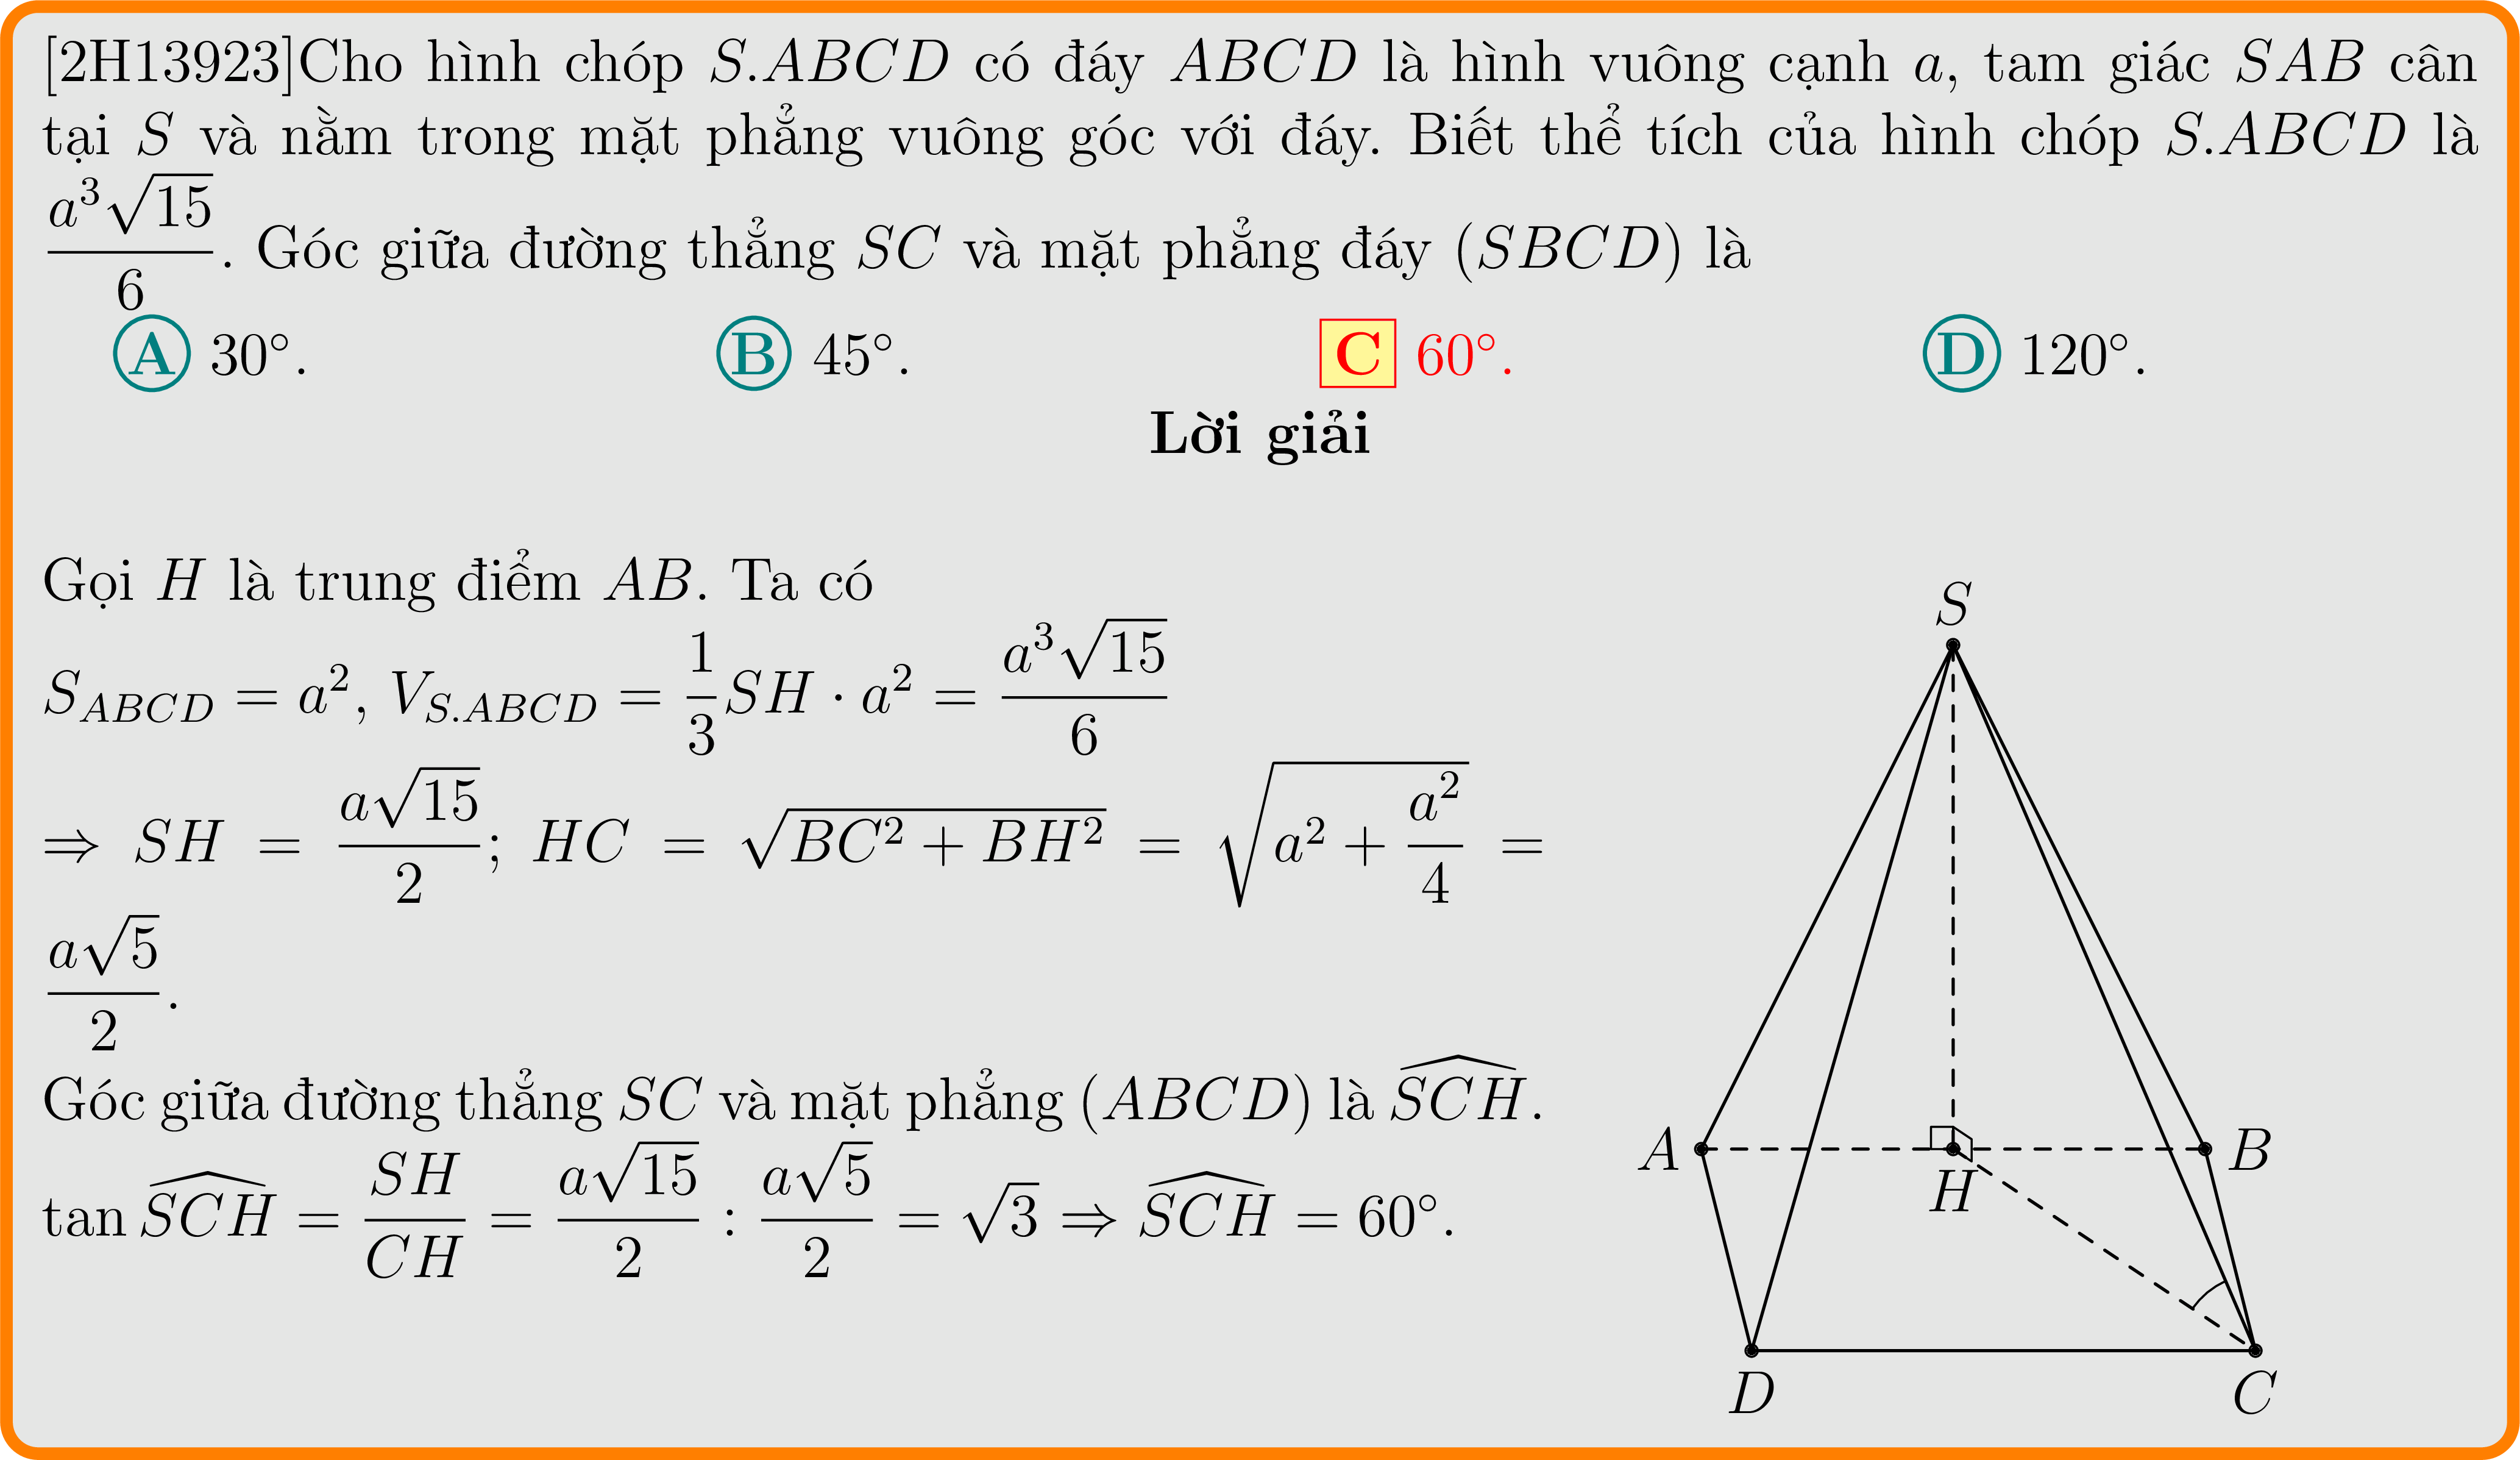 [2H13923]Cho hình chóp S.ABCD có đáy ABCD là hình vuông cạnh a, tam giác SAB cân
tại S và nằm trong mặt phẳng vuông góc với đáy. Biết thể tích của hình chóp S.ABCD là
\frac{a^3\sqrt{15}}{6}. Góc giữa đường thẳng SC và mặt phẳng đáy (SBCD) là
A 30°. B 45°. C 60°. D 120°.
Lời giải
Gọi H là trung điểm AB. Ta có
S_{ABCD} = a^2, V_{S.ABCD} = \frac{1}{3}SH · a^2 = \frac{a^3\sqrt{15}}{6}
⇒ SH = \frac{a\sqrt{15}}{2}; HC = \sqrt{BC^2 + BH^2} = \sqrt{a^2 + \frac{a^2}{4}} =
\frac{a\sqrt{5}}{2}.
Góc giữa đường thẳng SC và mặt phẳng (ABCD) là \widehat{SCH}.
tan \widehat{SCH} = \frac{SH}{CH} = \frac{a\sqrt{15}}{2} : \frac{a\sqrt{5}}{2} = \sqrt{3} ⇒ \widehat{SCH} = 60°.
S
A
B
H
D
C